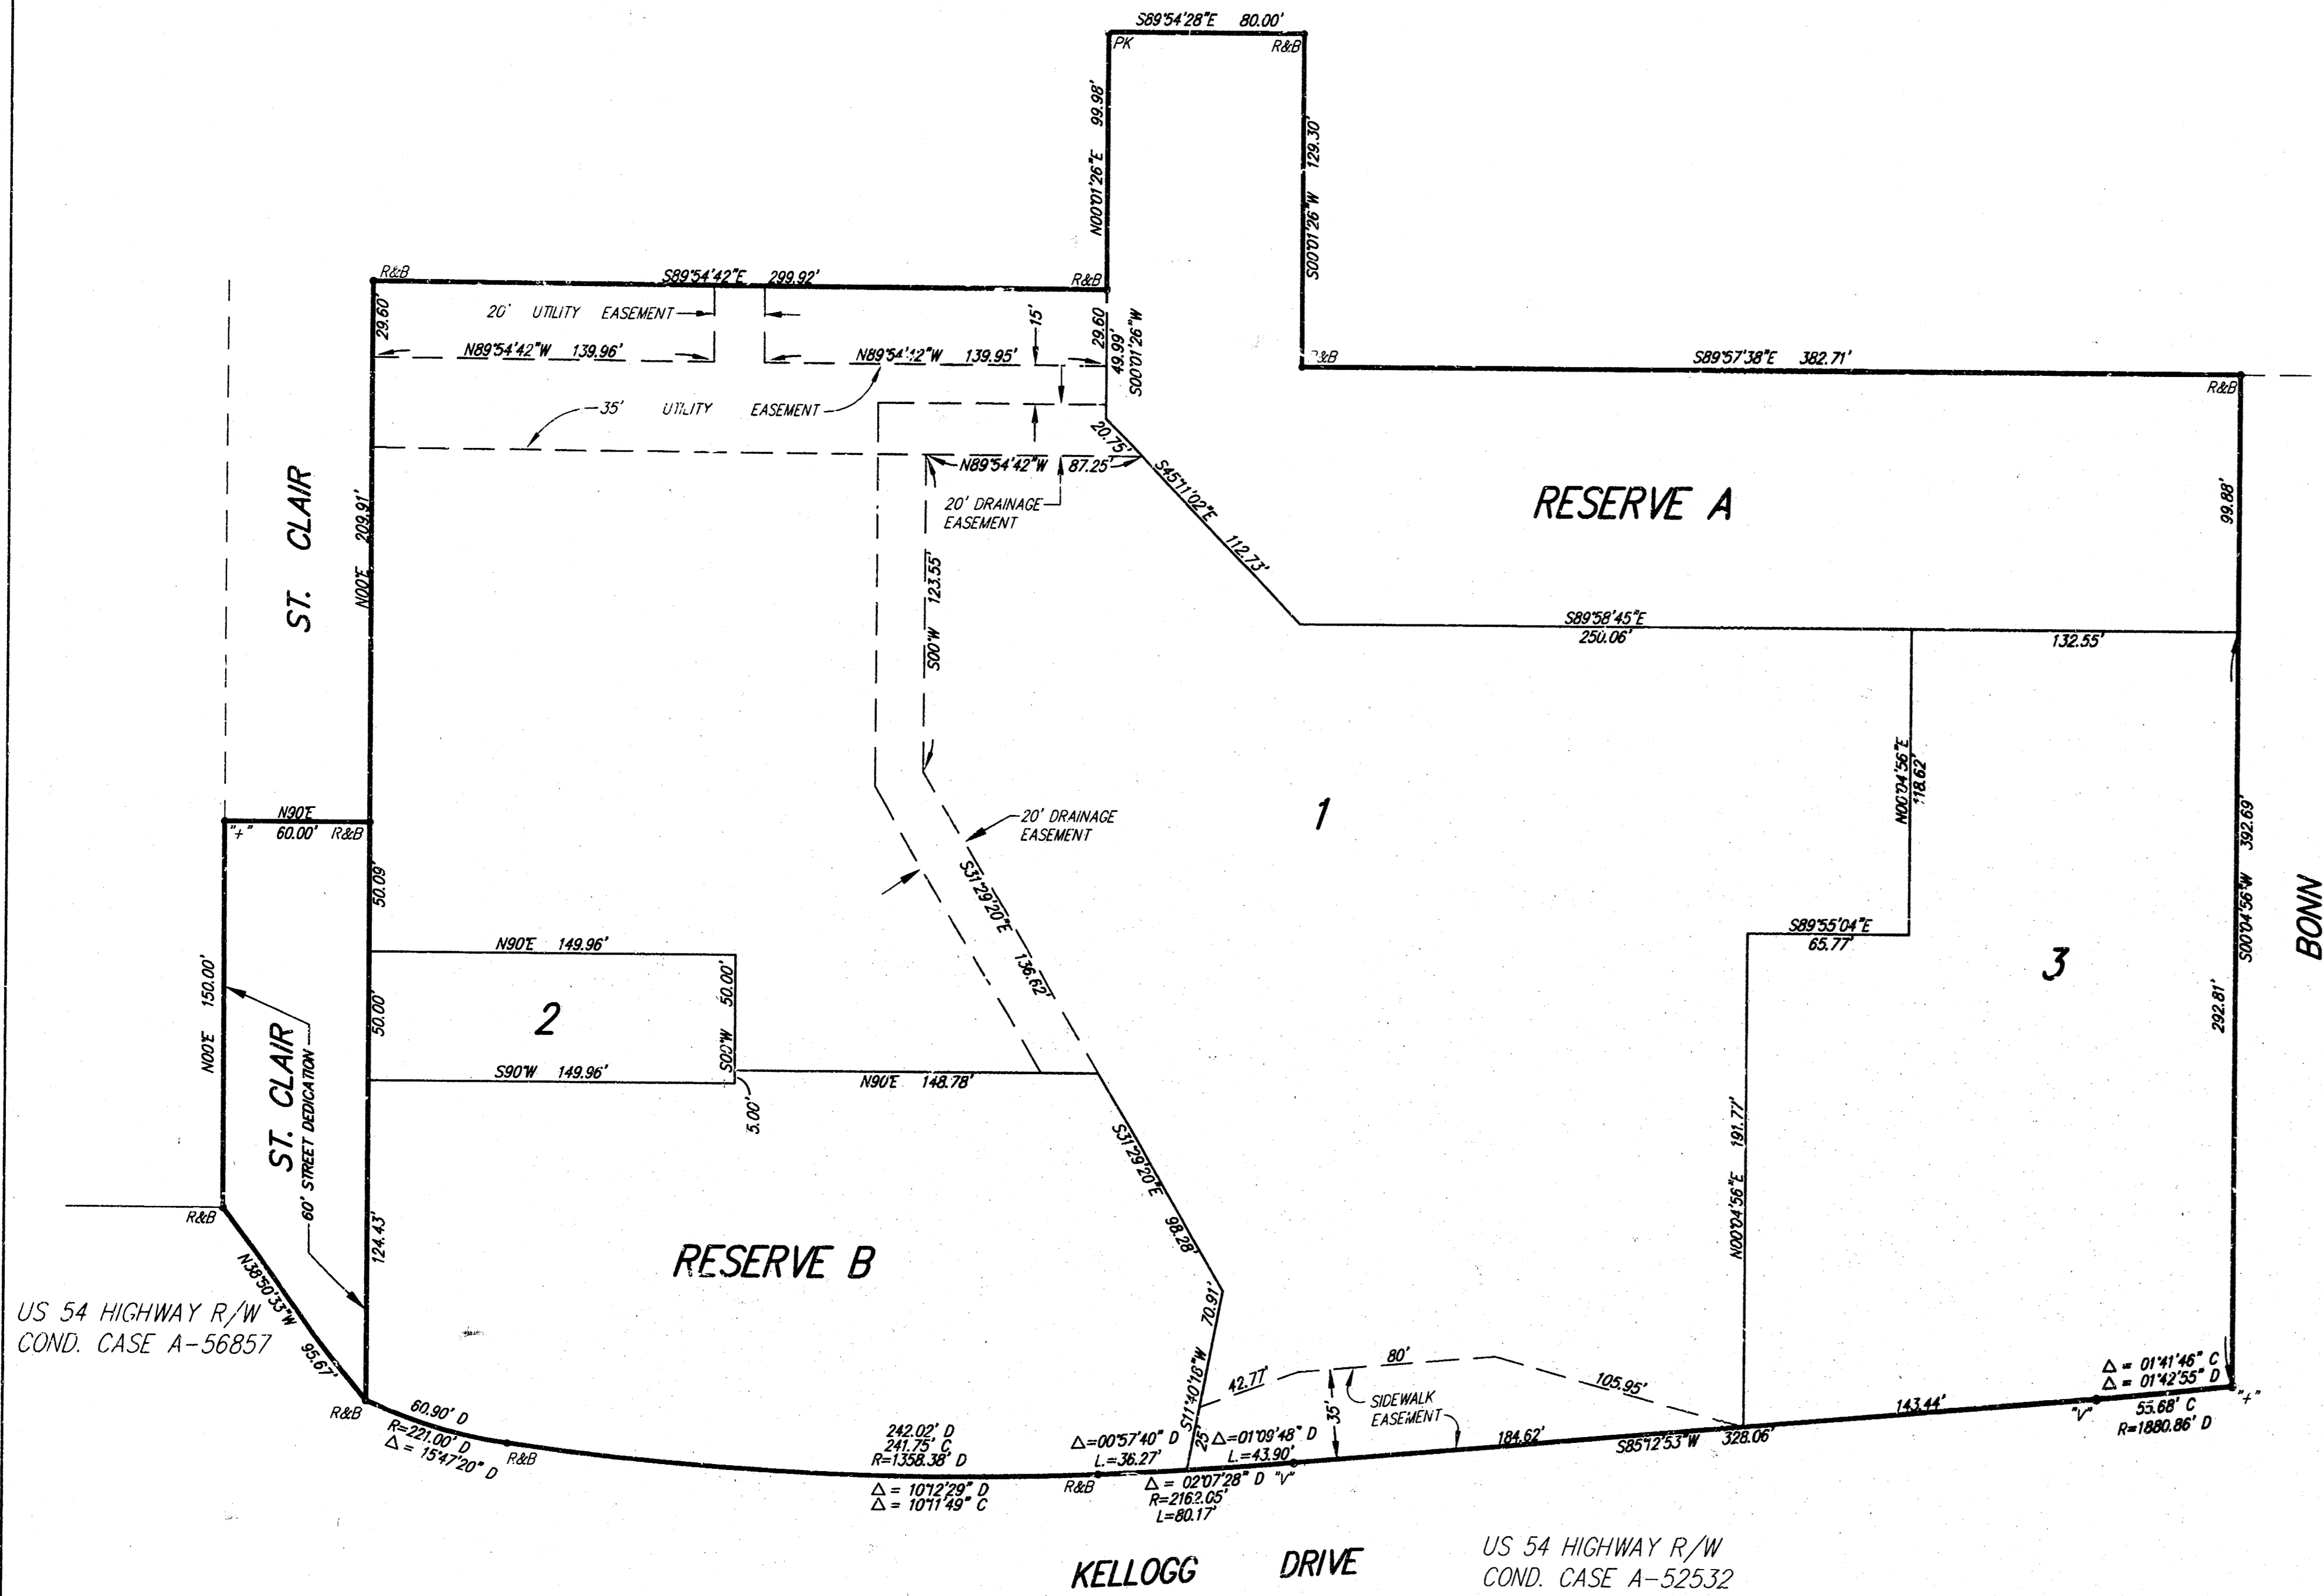 S89°54'28"E 80.00'
PK
R&B
N00°01'26"E 99.98'
S00°01'26"W 129.30'
R&B
S89°54'42"E 299.92'
R&B
29.60'
20' UTILITY EASEMENT
15'
29.60
49.99'
S00°01'26"W
N89°54'42"W 139.96'
139.95'
S89°57'38"E 382.71'
R&B
35' UTILITY EASEMENT
20.75'
N89°54'42"W 87.25'
S45°11'02"E
112.73'
20' DRAINAGE
EASEMENT
RESERVE A
99.88'
ST. CLAIR
N00°E 209.91'
S00°W 123.55'
S89°58'45"E
250.06'
132.55'
N90°E
"+" 60.00' R&B
20' DRAINAGE
EASEMENT
1
N00°04'56"E
118.62'
S00°04'56"W 392.69'
BONN
50.09'
S31°29'20"E
136.62'
N90°E 149.96'
S89°55'04"E
65.77'
3
N00°E 150.00'
50.00'
2
S00°W 50.00'
292.81'
S90°W 149.96'
N90°E 148.78'
5.00'
ST. CLAIR
60' STREET DEDICATION
S31°29'20"E
98.28'
N00°04'56"E 191.77'
R&B
124.43'
RESERVE B
N38°50'33"W
95.67'
US 54 HIGHWAY R/W
COND. CASE A-56857
70.91'
S11°40'16"W
25'
42.77'
80'
105.95'
35'
SIDEWALK
EASEMENT
Δ = 01°41'46" C
Δ = 01°42'55" D
"+"
R&B
60.90' D
R=221.00' D
Δ = 15°47'20" D
R&B
242.02' D
241.75' C
R=1358.38' D
Δ = 10°12'29" D
Δ = 10°11'49" C
Δ=00°57'40" D
L=36.27'
R&B
Δ=01°09'48" D
L=43.90'
"V"
Δ = 02°07'28" D
R=2162.05'
L=80.17'
184.62'
S85°12'53"W 328.06'
143.44'
"V"
55.68' C
R=1880.86' D
KELLOGG DRIVE
US 54 HIGHWAY R/W
COND. CASE A-52532